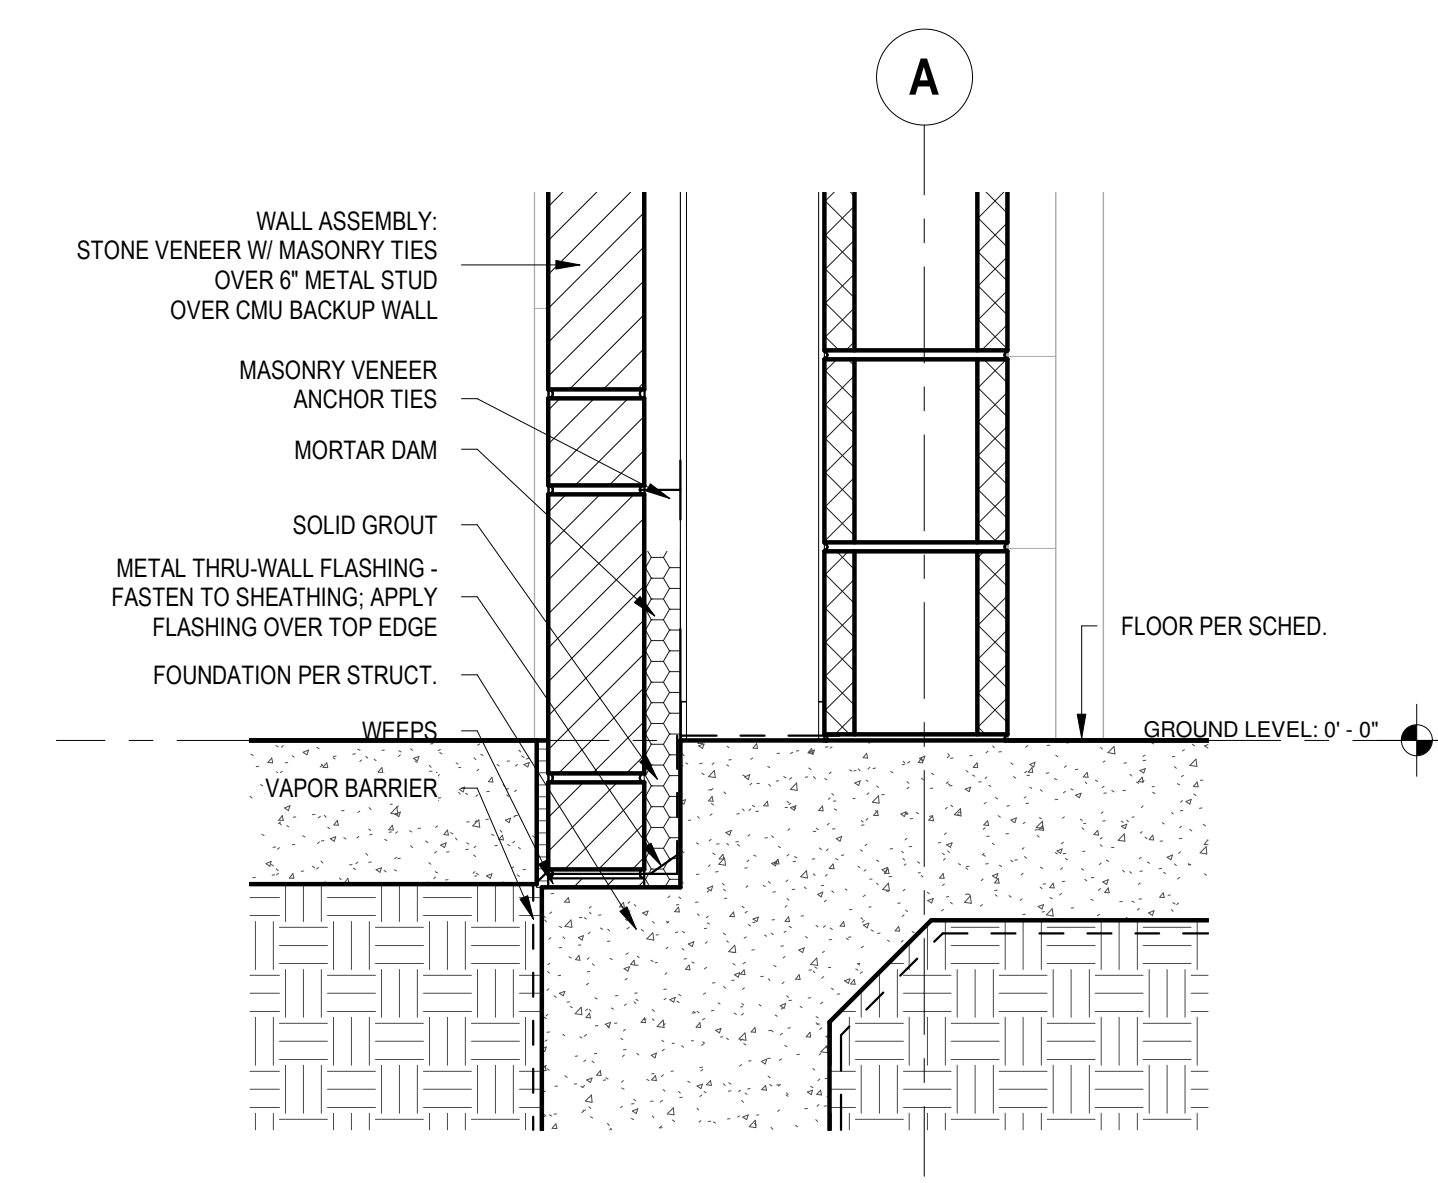 A
WALL ASSEMBLY:
STONE VENEER W/ MASONRY TIES
OVER 6" METAL STUD
OVER CMU BACKUP WALL
MASONRY VENEER
ANCHOR TIES
MORTAR DAM
SOLID GROUT
METAL THRU-WALL FLASHING -
FASTEN TO SHEATHING; APPLY
FLASHING OVER TOP EDGE
FLOOR PER SCHED.
FOUNDATION PER STRUCT.
WEEPS
GROUND LEVEL: 0' - 0"
VAPOR BARRIER